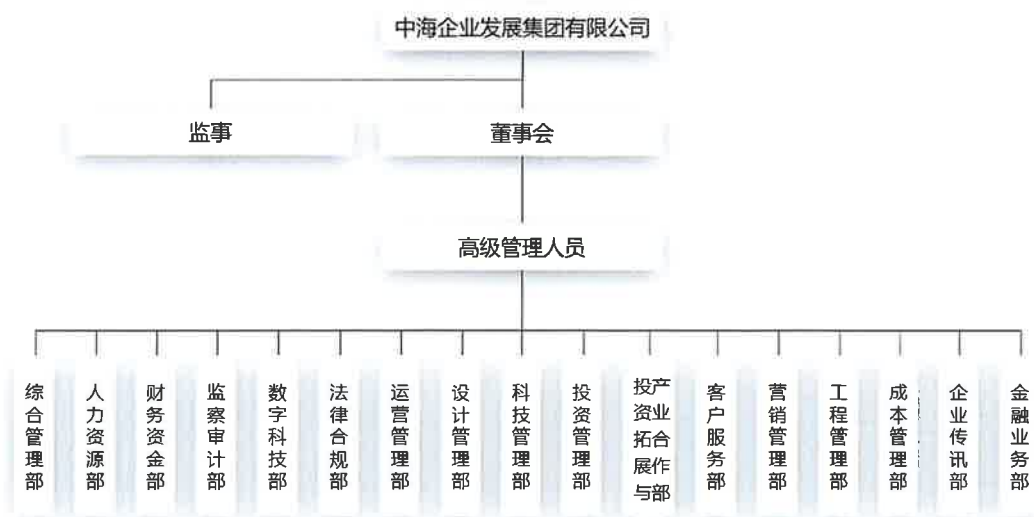 中海企业发展集团有限公司
监事
董事会
高级管理人员
综合管理部
人力资源部
财务资金部
监察审计部
数字科技部
法律合规部
运营管理部
设计管理部
科技管理部
投资管理部
投资拓展与
产业合作部
客户服务部
营销管理部
工程管理部
成本管理部
企业传讯部
金融业务部